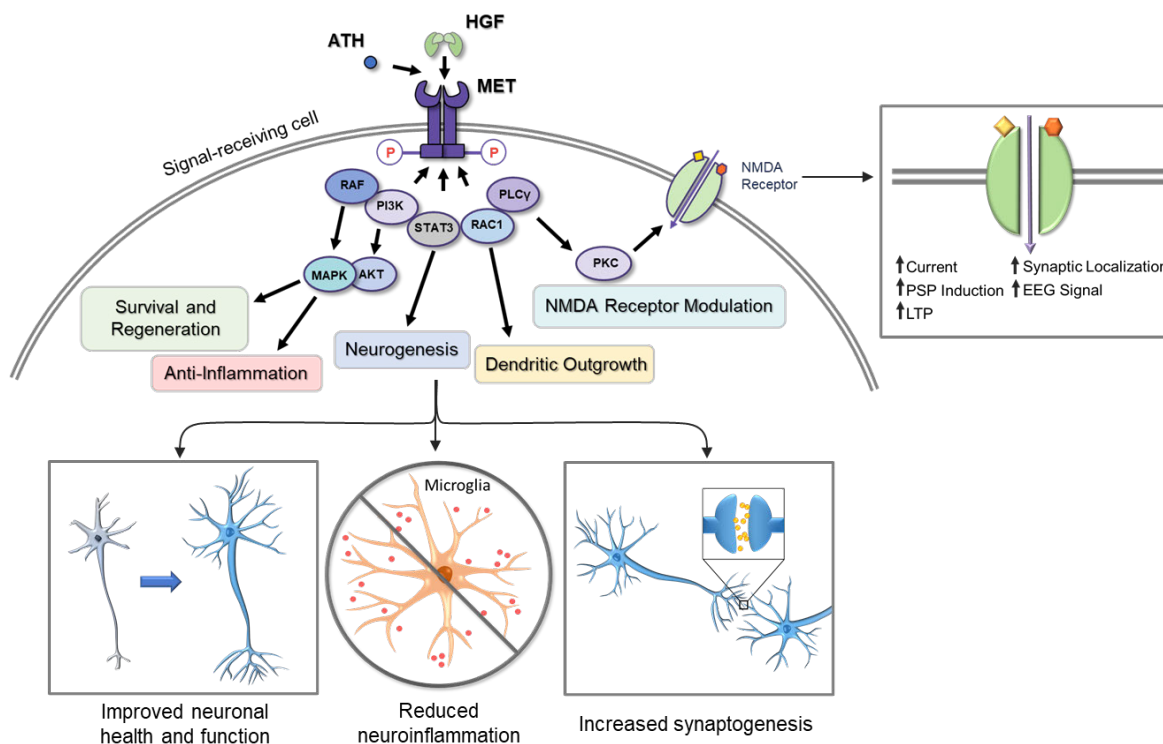 HGF
ATH
MET
Signal-receiving cell
P
P
RAF
PI3K
STAT3
RAC1
PLCγ
MAPK
AKT
PKC
NMDA
Receptor
Survival and
Regeneration
Anti-Inflammation
Neurogenesis
Dendritic Outgrowth
NMDA Receptor Modulation
Current
PSP Induction
LTP
Synaptic Localization
EEG Signal
Microglia
Improved neuronal
health and function
Reduced
neuroinflammation
Increased synaptogenesis